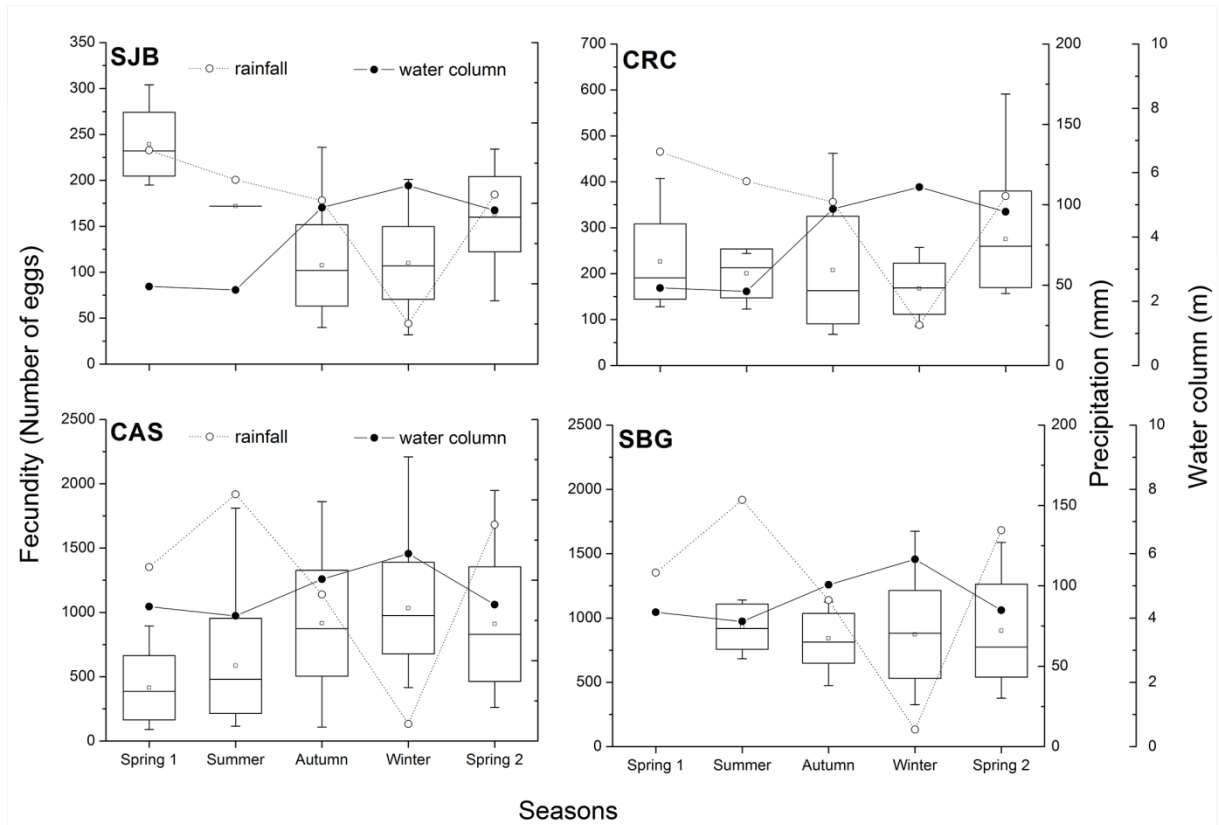 SJB
rainfall
water column
350
300
250
200
150
100
50
0
CRC
700
600
500
400
300
200
100
0
200
150
100
50
0
10
8
6
4
2
0
CAS
rainfall
water column
2500
2000
1500
1000
500
0
Spring 1
Summer
Autumn
Winter
Spring 2
SBG
2500
2000
1500
1000
500
0
200
150
100
50
0
10
8
6
4
2
0
Spring 1
Summer
Autumn
Winter
Spring 2
Fecundity (Number of eggs)
Precipitation (mm)
Water column (m)
Seasons